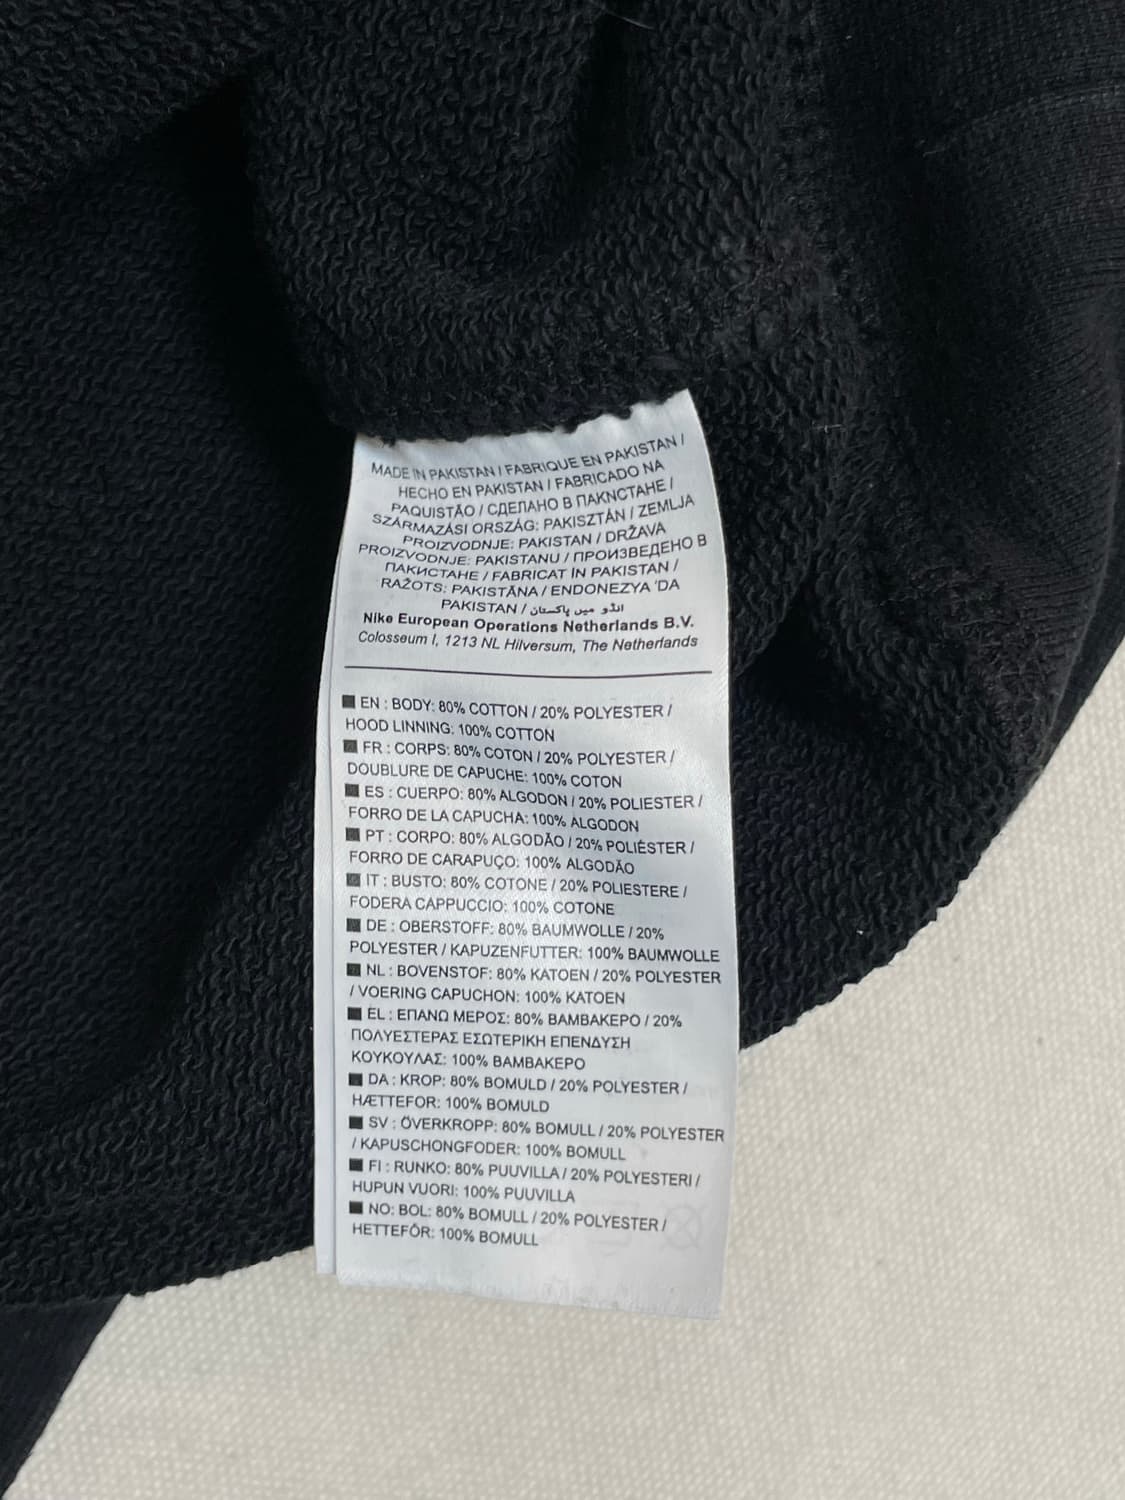 MADE IN PAKISTAN / FABRIQUE EN PAKISTAN /
HECHO EN PAKISTAN / FABRICADO NA
PAQUISTÃO / СДЕЛАНО В ПАКNСТАНЕ /
SZÁRMAZÁSI ORSZÁG: PAKISZTÁN / ZEMLJA
PROIZVODNJE: PAKISTAN / DRŽAVA
PROIZVODNJE: PAKISTANU / ПРОИЗВЕДЕНО В
ПАКИСТАНЕ / FABRICAT IN PAKISTAN /
RAŽOTS: PAKISTĀNA / ENDONEZYA 'DA
PAKISTAN / انڈو میں پاکستان
Nike European Operations Netherlands B.V.
Colosseum I, 1213 NL Hilversum, The Netherlands
EN : BODY: 80% COTTON / 20% POLYESTER /
HOOD LINNING: 100% COTTON
FR : CORPS: 80% COTON / 20% POLYESTER /
DOUBLURE DE CAPUCHE: 100% COTON
ES : CUERPO: 80% ALGODON / 20% POLIESTER /
FORRO DE LA CAPUCHA: 100% ALGODON
PT : CORPO: 80% ALGODÃO / 20% POLIÉSTER /
FORRO DE CARAPUÇO: 100% ALGODÃO
IT : BUSTO: 80% COTONE / 20% POLIESTERE /
FODERA CAPPUCCIO: 100% COTONE
DE : OBERSTOFF: 80% BAUMWOLLE / 20%
POLYESTER / KAPUZENFUTTER: 100% BAUMWOLLE
NL : BOVENSTOF: 80% KATOEN / 20% POLYESTER
/ VOERING CAPUCHON: 100% KATOEN
EL : ΕΠΑΝΩ ΜΕΡΟΣ: 80% ΒΑΜΒΑΚΕΡΟ / 20%
ΠΟΛΥΕΣΤΕΡΑΣ ΕΣΩΤΕΡΙΚΗ ΕΠΕΝΔΥΣΗ
ΚΟΥΚΟΥΛΑΣ: 100% ΒΑΜΒΑΚΕΡΟ
DA : KROP: 80% BOMULD / 20% POLYESTER /
HÆTTEFOR: 100% BOMULD
SV : ÖVERKROPP: 80% BOMULL / 20% POLYESTER
/ KAPUSCHONGFODER: 100% BOMULL
FI : RUNKO: 80% PUUVILLA / 20% POLYESTERI /
HUPUN VUORI: 100% PUUVILLA
NO: BOL: 80% BOMULL / 20% POLYESTER /
HETTEFÔR: 100% BOMULL